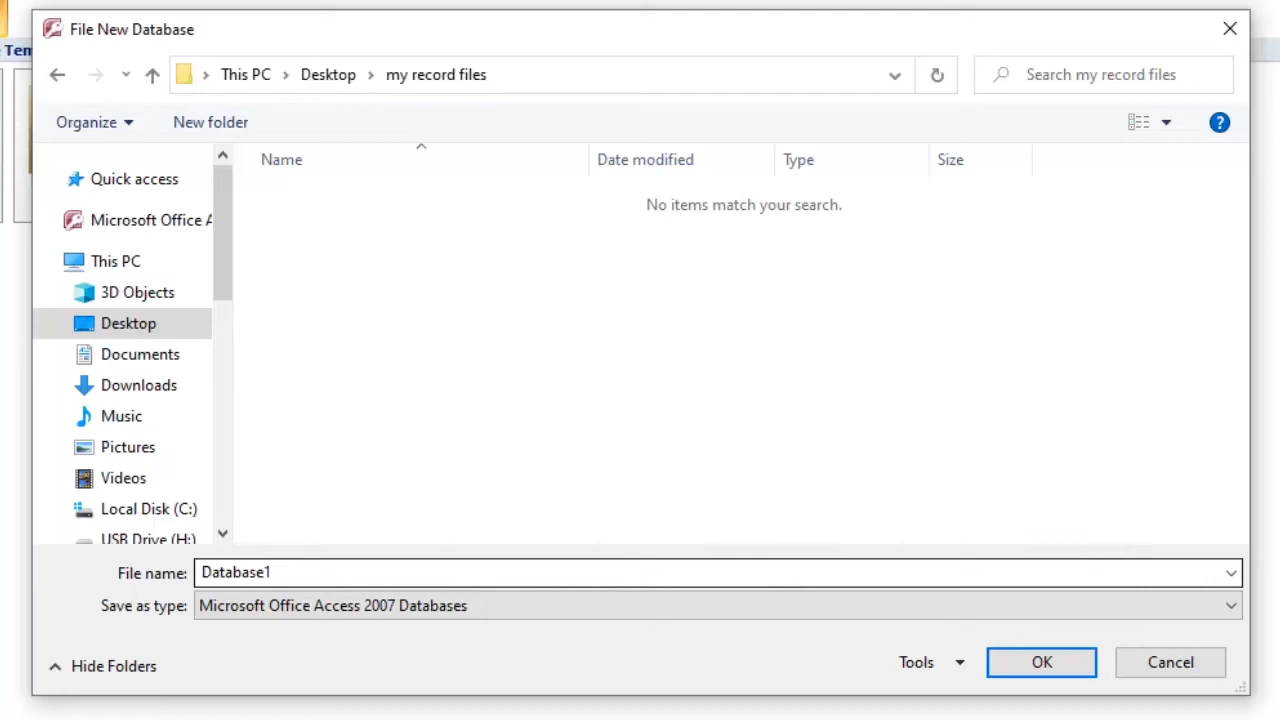 Tem
File New Database
This PC Desktop my record files
Search my record files
Organize New folder
Name Date modified Type Size
No items match your search.
Quick access
Microsoft Office A
This PC
3D Objects
Desktop
Documents
Downloads
Music
Pictures
Videos
Local Disk (C:)
USB Drive (H:)
File name: Database1
Save as type: Microsoft Office Access 2007 Databases
Hide Folders Tools OK Cancel